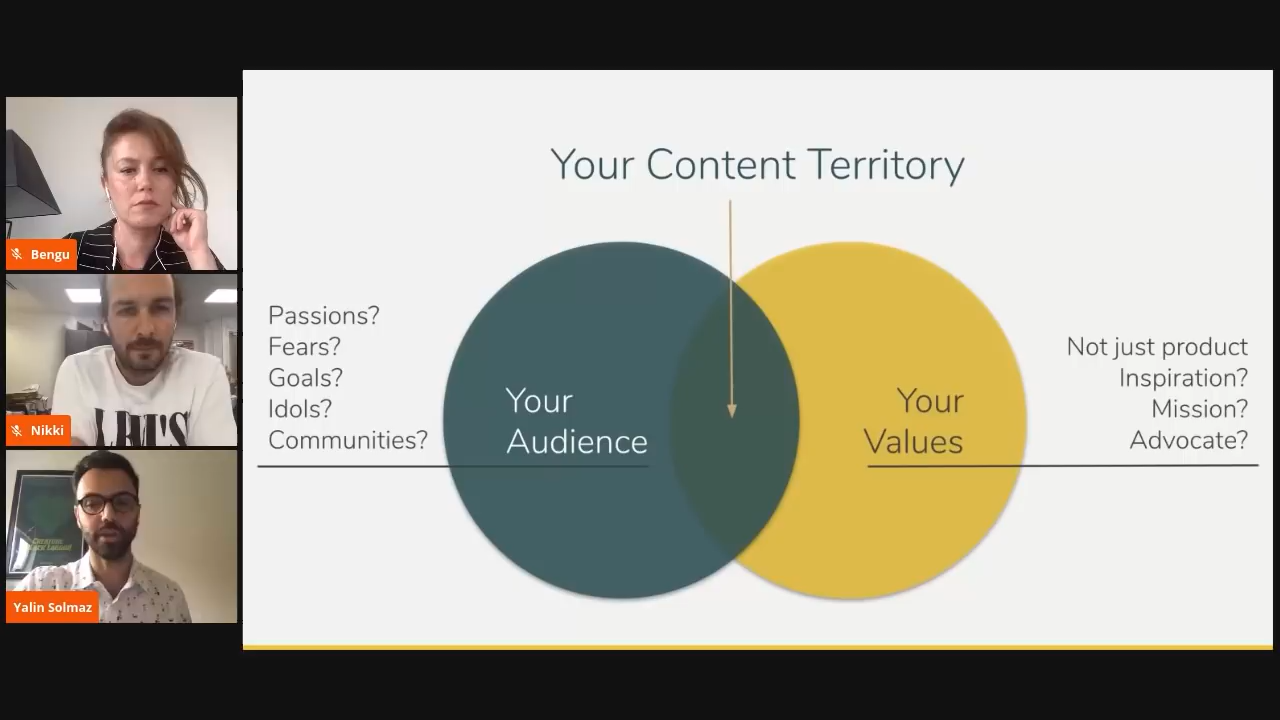 Bengu
Nikki
Yalin Solmaz
Your Content Territory
Passions?
Fears?
Goals?
Idols?
Communities?
Your
Audience
Your
Values
Not just product
Inspiration?
Mission?
Advocate?